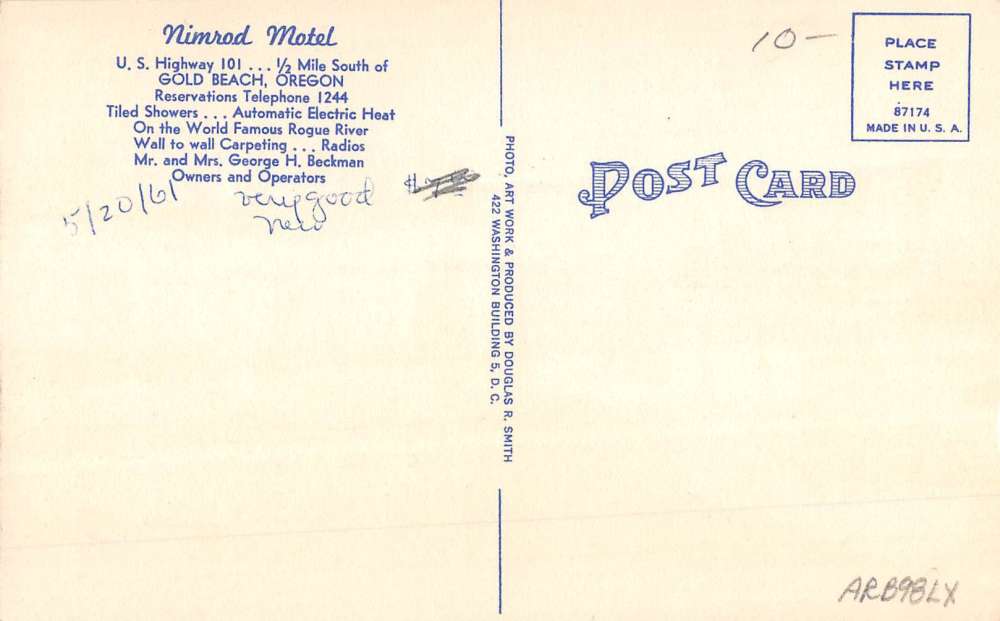 Nimrod Motel
U. S. Highway 101 ... 1/2 Mile South of
GOLD BEACH, OREGON
Reservations Telephone 1244
Tiled Showers ... Automatic Electric Heat
On the World Famous Rogue River
Wall to wall Carpeting ... Radios
Mr. and Mrs. George H. Beckman
Owners and Operators
5/20/61
very good
new
PHOTO, ART WORK & PRODUCED BY DOUGLAS R. SMITH
422 WASHINGTON BUILDING 5, D. C.
10-
PLACE
STAMP
HERE
87174
MADE IN U. S. A.
POST CARD
ARB98LX